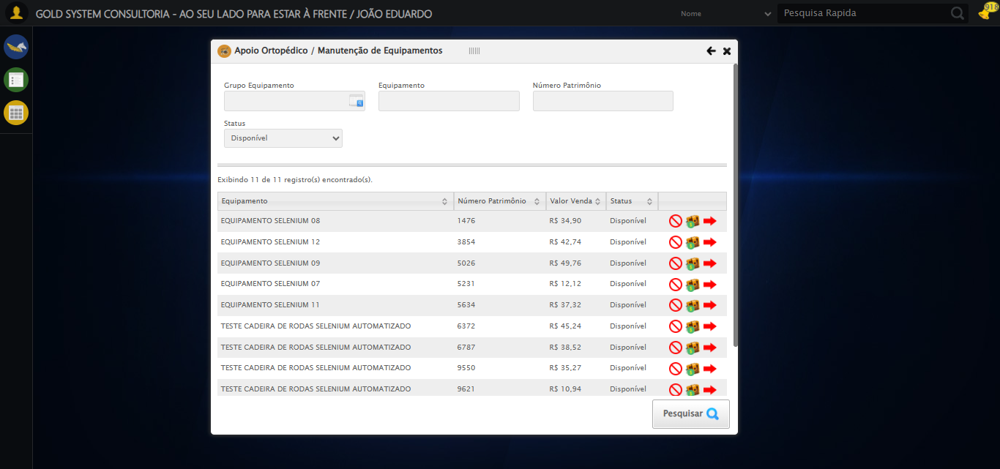 GOLD SYSTEM CONSULTORIA - AO SEU LADO PARA ESTAR À FRENTE / JOÃO EDUARDO
Nome
Pesquisa Rapida
918
Apoio Ortopédico / Manutenção de Equipamentos
Grupo Equipamento
Equipamento
Número Patrimônio
Status
Disponível
Exibindo 11 de 11 registro(s) encontrado(s).
Equipamento Número Patrimônio Valor Venda Status
EQUIPAMENTO SELENIUM 08 1476 R$ 34,90 Disponível
EQUIPAMENTO SELENIUM 12 3854 R$ 42,74 Disponível
EQUIPAMENTO SELENIUM 09 5026 R$ 49,76 Disponível
EQUIPAMENTO SELENIUM 07 5231 R$ 12,12 Disponível
EQUIPAMENTO SELENIUM 11 5634 R$ 37,32 Disponível
TESTE CADEIRA DE RODAS SELENIUM AUTOMATIZADO 6372 R$ 45,24 Disponível
TESTE CADEIRA DE RODAS SELENIUM AUTOMATIZADO 6787 R$ 38,52 Disponível
TESTE CADEIRA DE RODAS SELENIUM AUTOMATIZADO 9550 R$ 35,27 Disponível
TESTE CADEIRA DE RODAS SELENIUM AUTOMATIZADO 9621 R$ 10,94 Disponível
Pesquisar